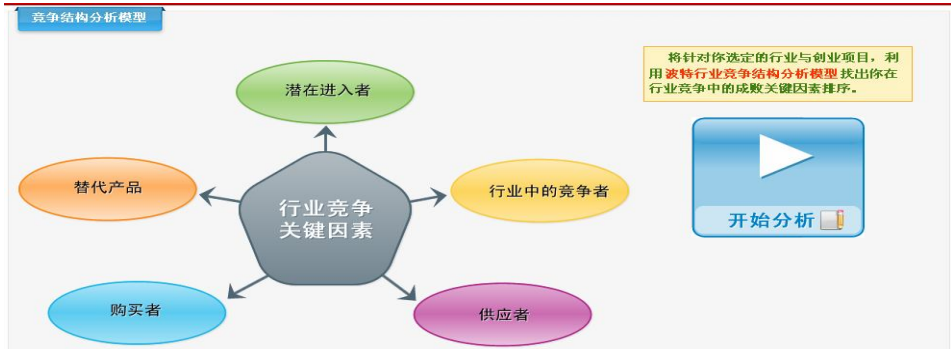 竞争结构分析模型
将针对你选定的行业与创业项目，利
用波特行业竞争结构分析模型找出你在
行业竞争中的成败关键因素排序。
潜在进入者
替代产品
行业竞争
关键因素
行业中的竞争者
开始分析
购买者
供应者